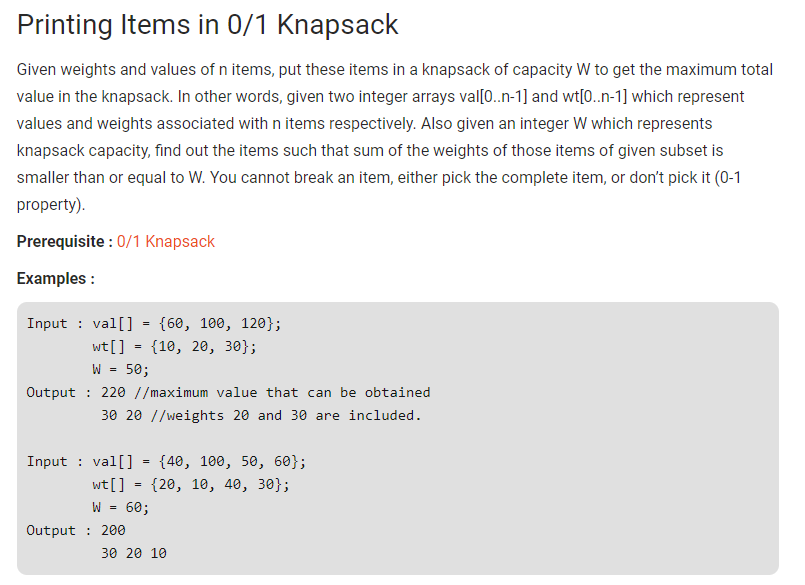 Printing Items in 0/1 Knapsack
Given weights and values of n items, put these items in a knapsack of capacity W to get the maximum total
value in the knapsack. In other words, given two integer arrays val[0..n-1] and wt[0..n-1] which represent
values and weights associated with n items respectively. Also given an integer W which represents
knapsack capacity, find out the items such that sum of the weights of those items of given subset is
smaller than or equal to W. You cannot break an item, either pick the complete item, or don’t pick it (0-1
property).
Prerequisite : 0/1 Knapsack
Examples :
Input : val[] = {60, 100, 120};
wt[] = {10, 20, 30};
W = 50;
Output : 220 //maximum value that can be obtained
30 20 //weights 20 and 30 are included.
Input : val[] = {40, 100, 50, 60};
wt[] = {20, 10, 40, 30};
W = 60;
Output : 200
30 20 10